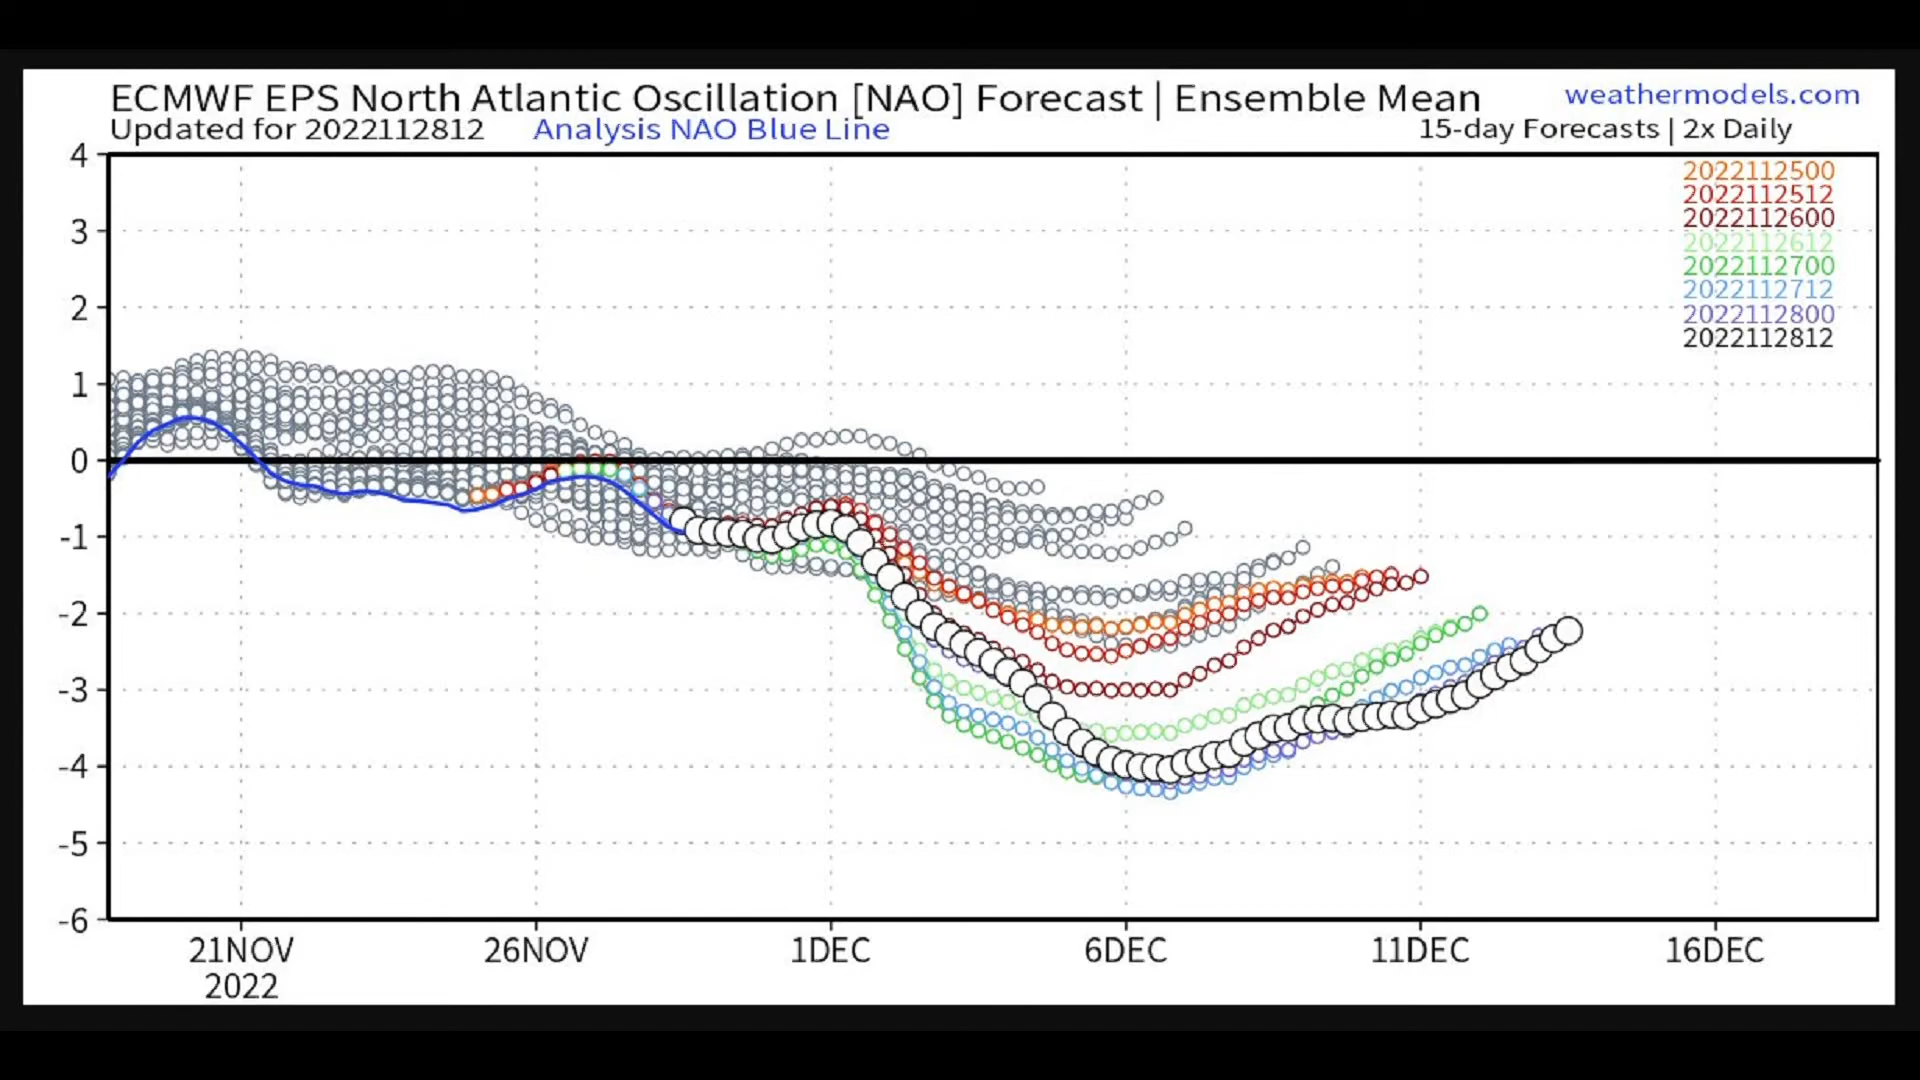 ECMWF EPS North Atlantic Oscillation [NAO] Forecast | Ensemble Mean
weathermodels.com
Updated for 2022112812
Analysis NAO Blue Line
15-day Forecasts | 2x Daily
2022112500
2022112512
2022112600
2022112612
2022112700
2022112712
2022112800
2022112812
4
3
2
1
0
-1
-2
-3
-4
-5
-6
21NOV
26NOV
1DEC
6DEC
11DEC
16DEC
2022